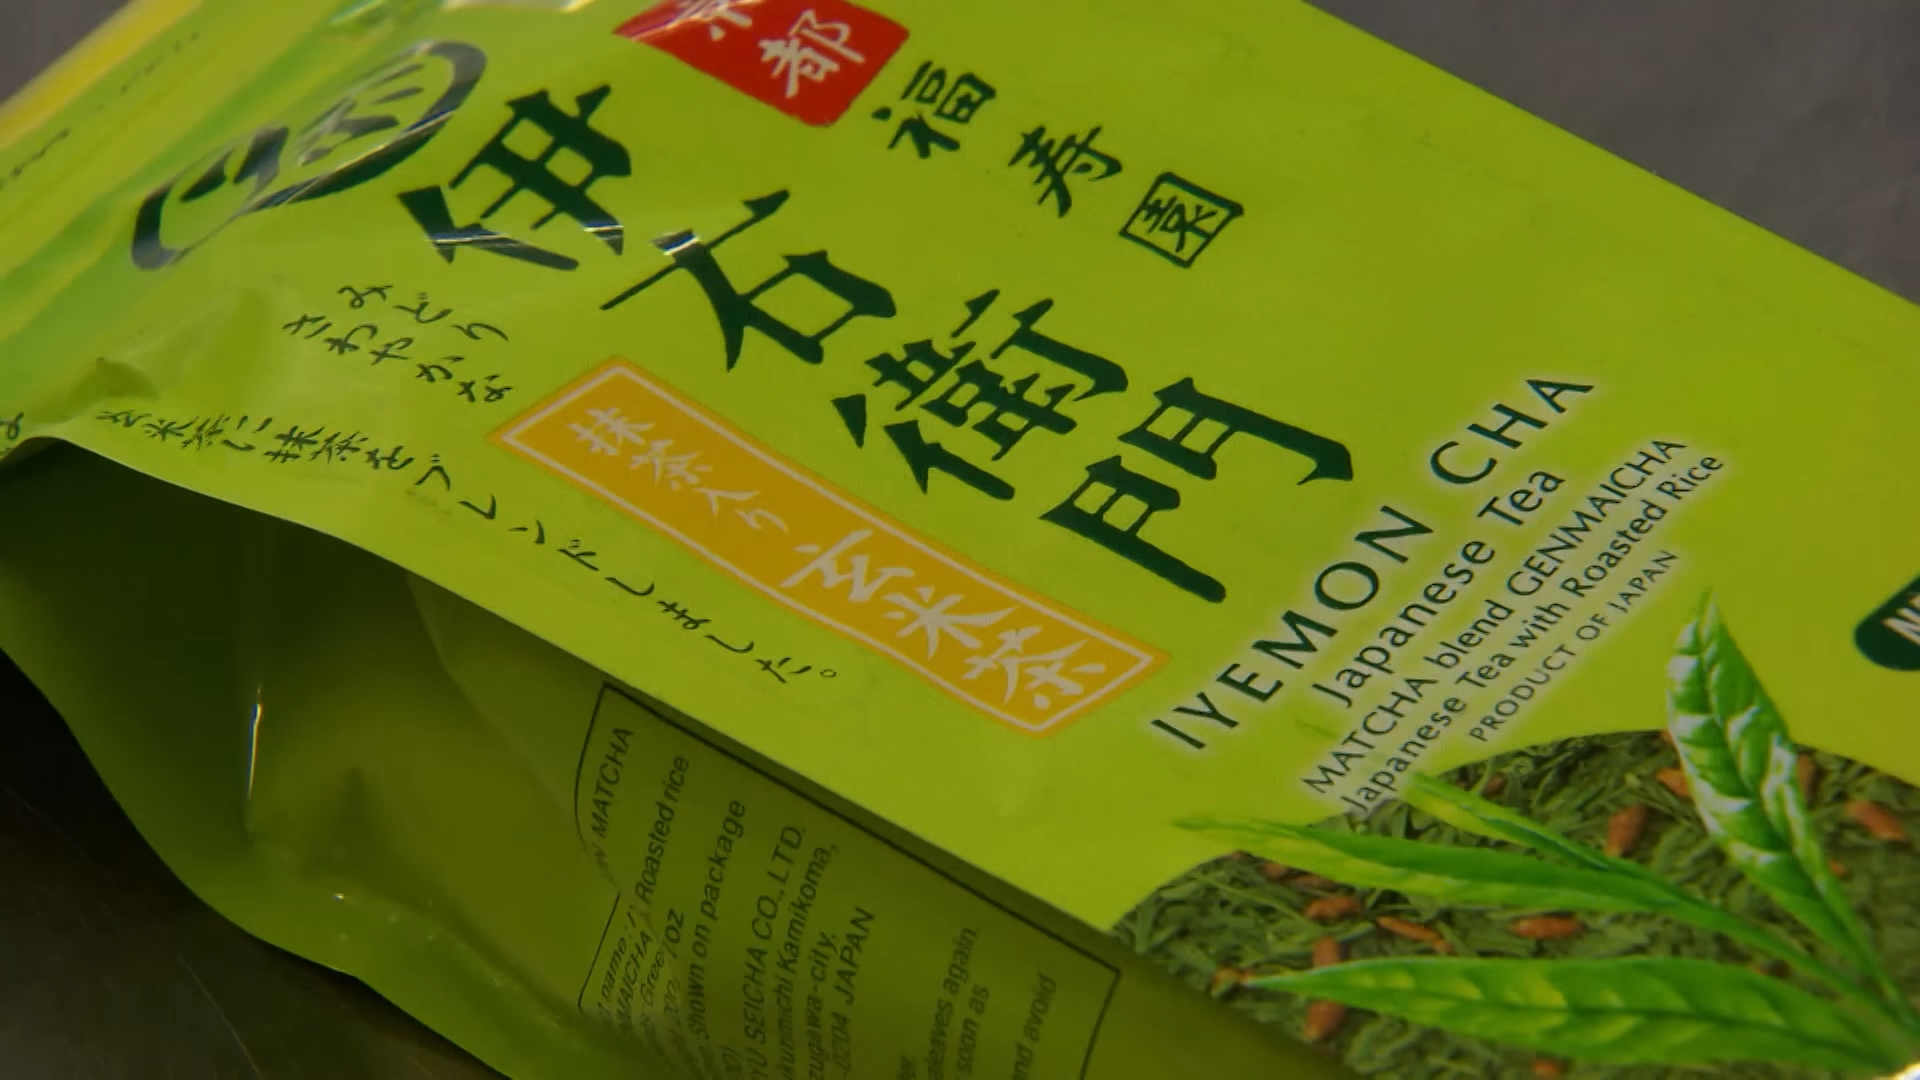 京都
福寿園
伊右衛門
抹茶入り玄米茶
みどり
さわやかな
玄米茶に抹茶をブレンドしました。
IYEMON CHA
Japanese Tea
MATCHA blend GENMAICHA
Japanese Tea with Roasted Rice
PRODUCT OF JAPAN
MATCHA
Roasted rice
shown on package
SEICHA CO., LTD.
Kamikoma,
JAPAN
leaves again.
soon as
and avoid